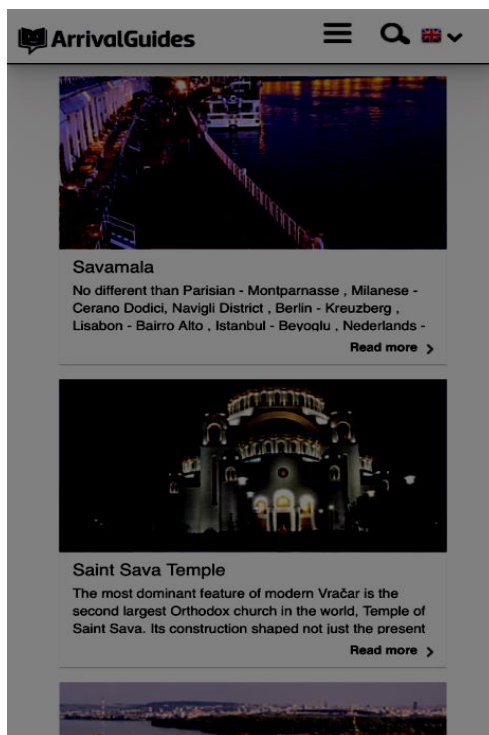 ArrivalGuides
Savamala
No different than Parisian - Montparnasse , Milanese -
Cerano Dodici, Navigli District , Berlin - Kreuzberg ,
Lisabon - Bairro Alto , Istanbul - Beyoglu , Nederlands -
Read more
Saint Sava Temple
The most dominant feature of modern Vračar is the
second largest Orthodox church in the world, Temple of
Saint Sava. Its construction shaped not just the present
Read more